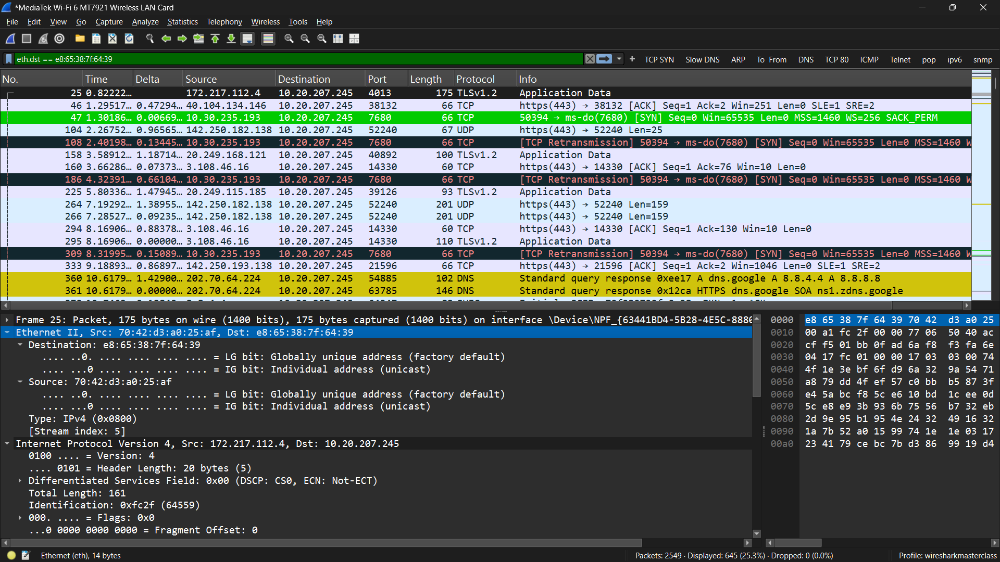 *MediaTek Wi-Fi 6 MT7921 Wireless LAN Card
File Edit View Go Capture Analyze Statistics Telephony Wireless Tools Help
eth.dst == e8:65:38:7f:64:39 + TCP SYN Slow DNS ARP To From DNS TCP 80 ICMP Telnet pop ipv6 snmp
No. Time Delta Source Destination Port Length Protocol Info
25 0.82222… 172.217.112.4 10.20.207.245 4013 175 TLSv1.2 Application Data
46 1.29517… 0.47294… 40.104.134.146 10.20.207.245 38132 66 TCP https(443) → 38132 [ACK] Seq=1 Ack=2 Win=251 Len=0 SLE=1 SRE=2
47 1.30186… 0.00669… 10.30.235.193 10.20.207.245 7680 66 TCP 50394 → ms-do(7680) [SYN] Seq=0 Win=65535 Len=0 MSS=1460 WS=256 SACK_PERM
104 2.26752… 0.96565… 142.250.182.138 10.20.207.245 52240 67 UDP https(443) → 52240 Len=25
108 2.40198… 0.13445… 10.30.235.193 10.20.207.245 7680 66 TCP [TCP Retransmission] 50394 → ms-do(7680) [SYN] Seq=0 Win=65535 Len=0 MSS=1460 W
158 3.58912… 1.18714… 20.249.168.121 10.20.207.245 40892 100 TLSv1.2 Application Data
160 3.66286… 0.07373… 3.108.46.16 10.20.207.245 14330 60 TCP https(443) → 14330 [ACK] Seq=1 Ack=76 Win=10 Len=0
186 4.32391… 0.66104… 10.30.235.193 10.20.207.245 7680 66 TCP [TCP Retransmission] 50394 → ms-do(7680) [SYN] Seq=0 Win=65535 Len=0 MSS=1460 W
225 5.80336… 1.47945… 20.249.115.185 10.20.207.245 39126 93 TLSv1.2 Application Data
264 7.19292… 1.38955… 142.250.182.138 10.20.207.245 52240 201 UDP https(443) → 52240 Len=159
266 7.28527… 0.09235… 142.250.182.138 10.20.207.245 52240 201 UDP https(443) → 52240 Len=159
294 8.16906… 0.88378… 3.108.46.16 10.20.207.245 14330 60 TCP https(443) → 14330 [ACK] Seq=1 Ack=130 Win=10 Len=0
295 8.16906… 0.00000… 3.108.46.16 10.20.207.245 14330 110 TLSv1.2 Application Data
309 8.31995… 0.15089… 10.30.235.193 10.20.207.245 7680 66 TCP [TCP Retransmission] 50394 → ms-do(7680) [SYN] Seq=0 Win=65535 Len=0 MSS=1460 W
333 9.18893… 0.86897… 142.250.193.138 10.20.207.245 21596 66 TCP https(443) → 21596 [ACK] Seq=1 Ack=2 Win=1046 Len=0 SLE=1 SRE=2
360 10.6179… 1.42900… 202.70.64.224 10.20.207.245 54885 102 DNS Standard query response 0xee17 A dns.google A 8.8.4.4 A 8.8.8.8
361 10.6179… 0.00000… 202.70.64.224 10.20.207.245 63785 146 DNS Standard query response 0x12ca HTTPS dns.google SOA ns1.zdns.google
Frame 25: Packet, 175 bytes on wire (1400 bits), 175 bytes captured (1400 bits) on interface \Device\NPF_{63441BD4-5B28-4E5C-8880
Ethernet II, Src: 70:42:d3:a0:25:af, Dst: e8:65:38:7f:64:39
Destination: e8:65:38:7f:64:39
.... ..0. .... .... .... .... = LG bit: Globally unique address (factory default)
.... ...0 .... .... .... .... = IG bit: Individual address (unicast)
Source: 70:42:d3:a0:25:af
.... ..0. .... .... .... .... = LG bit: Globally unique address (factory default)
.... ...0 .... .... .... .... = IG bit: Individual address (unicast)
Type: IPv4 (0x0800)
[Stream index: 5]
Internet Protocol Version 4, Src: 172.217.112.4, Dst: 10.20.207.245
0100 .... = Version: 4
.... 0101 = Header Length: 20 bytes (5)
Differentiated Services Field: 0x00 (DSCP: CS0, ECN: Not-ECT)
Total Length: 161
Identification: 0xfc2f (64559)
000. .... = Flags: 0x0
...0 0000 0000 0000 = Fragment Offset: 0
0000 e8 65 38 7f 64 39 70 42 d3 a0 25
0010 00 a1 fc 2f 00 00 77 06 50 40 ac
0020 cf f5 01 bb 0f ad 6a f8 f3 fa 6e
0030 04 17 fc 01 00 00 17 03 03 00 74
0040 4f 1e 3e bf 6f d9 6a 32 9a 54 71
0050 a8 79 dd 4f ef 57 c0 bb b5 87 3f
0060 e4 5a bc f8 5c e6 10 bd 1c ee 0d
0070 5c e8 e9 3b 93 6b 75 56 b7 32 eb
0080 2d 9e 95 b1 95 4e 24 32 49 16 32
0090 1a 7b 52 a0 15 99 74 1e 1e 03 17
00a0 23 41 79 ce bc 7b d3 86 99 19 d4
Ethernet (eth), 14 bytes
Packets: 2549 · Displayed: 645 (25.3%) · Dropped: 0 (0.0%)
Profile: wiresharkmasterclass